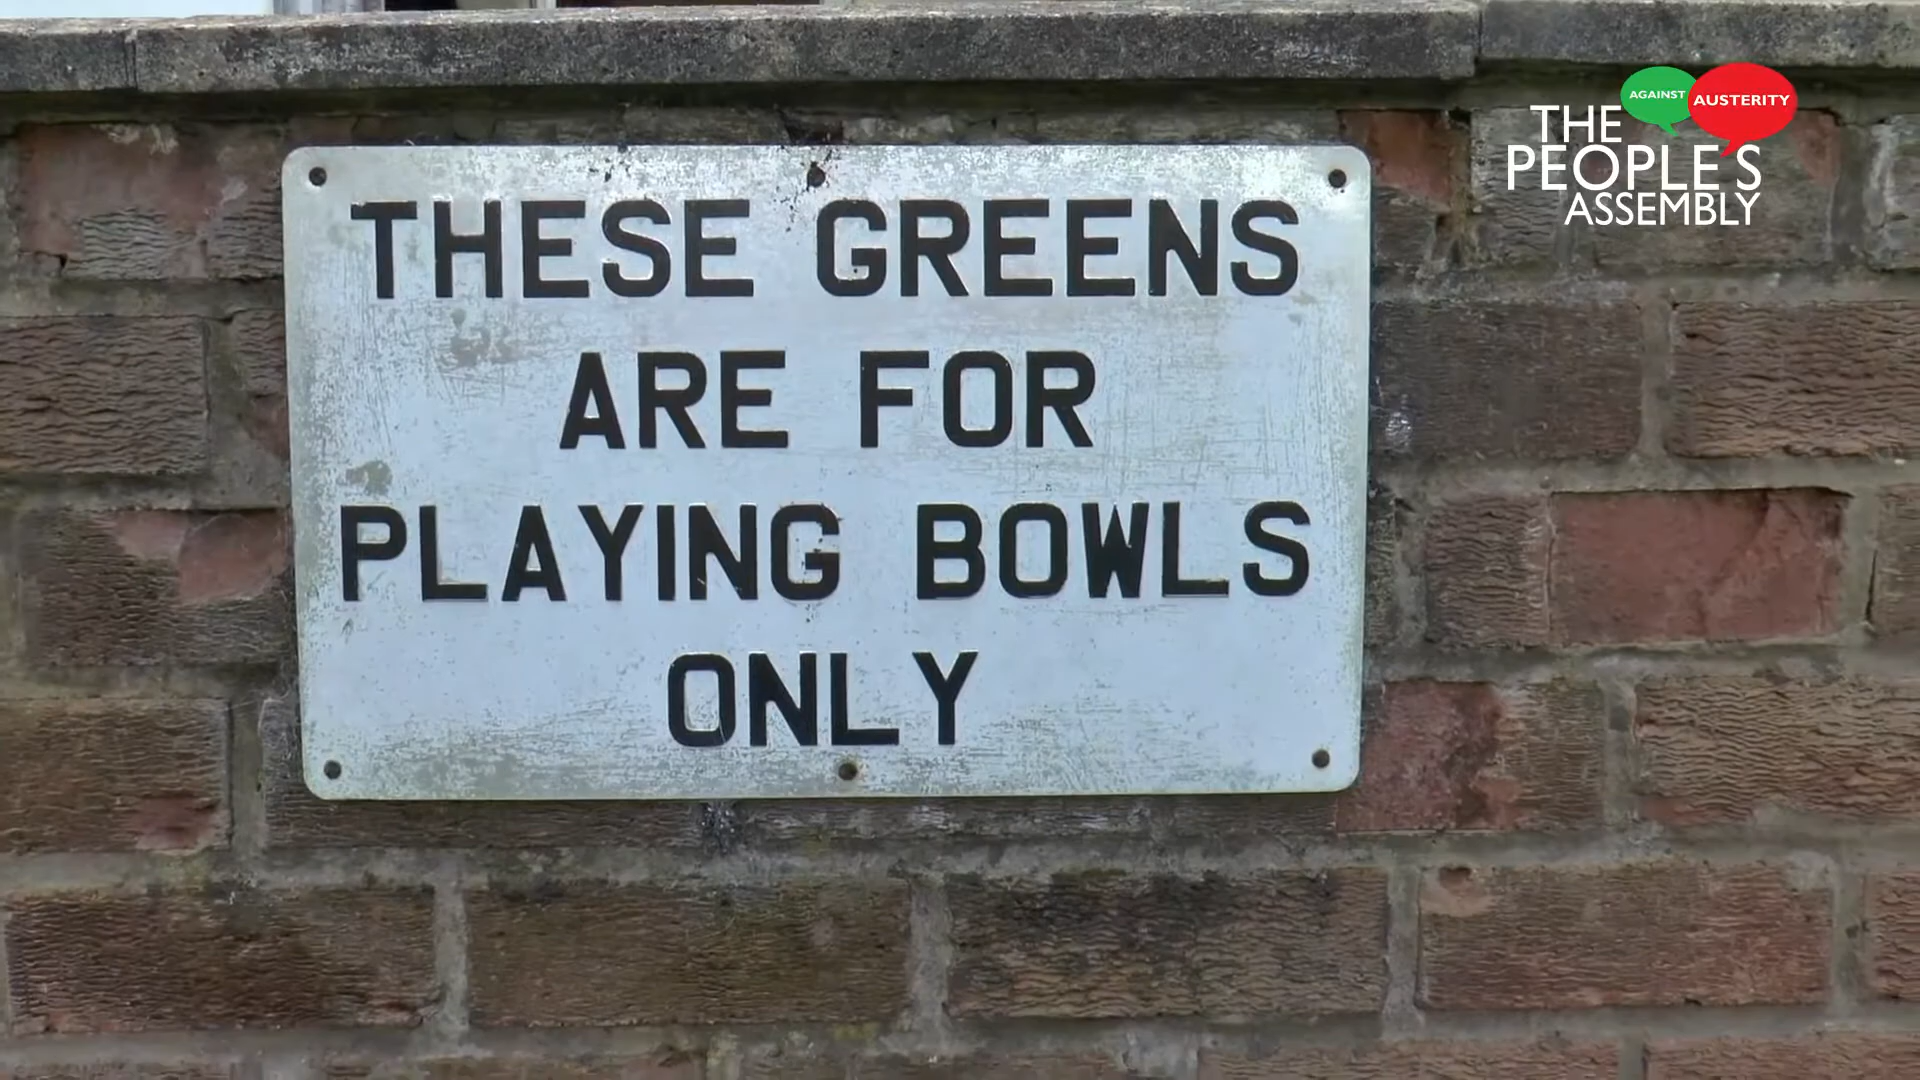 THESE GREENS
ARE FOR
PLAYING BOWLS
ONLY
AGAINST AUSTERITY
THE
PEOPLE'S
ASSEMBLY